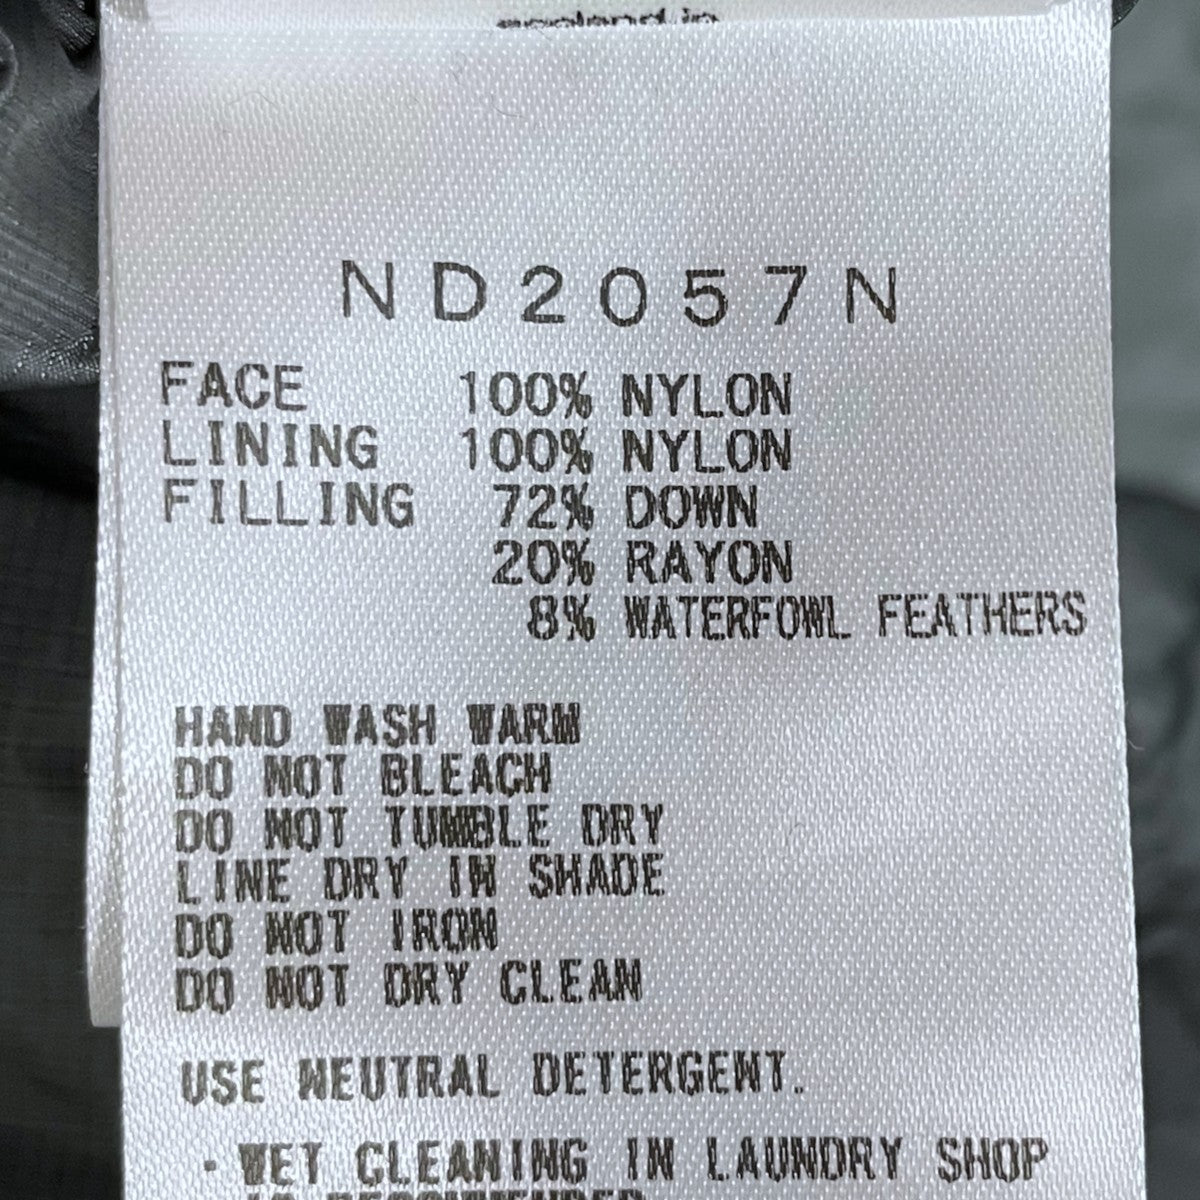 ND2057N
FACE 100% NYLON
LINING 100% NYLON
FILLING 72% DOWN
20% RAYON
8% WATERFOWL FEATHERS
HAND WASH WARM
DO NOT BLEACH
DO NOT TUMBLE DRY
LINE DRY IN SHADE
DO NOT IRON
DO NOT DRY CLEAN
USE NEUTRAL DETERGENT.
· WET CLEANING IN LAUNDRY SHOP
IS RECOMMENDED